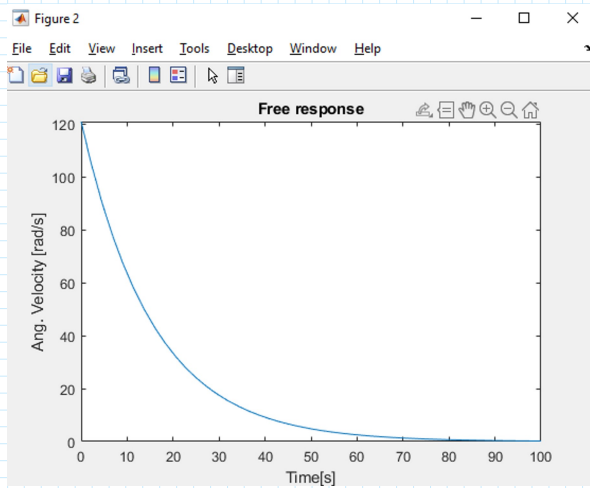 Figure 2
File Edit View Insert Tools Desktop Window Help
Free response
120
100
80
60
40
20
0
Ang. Velocity [rad/s]
0 10 20 30 40 50 60 70 80 90 100
Time[s]